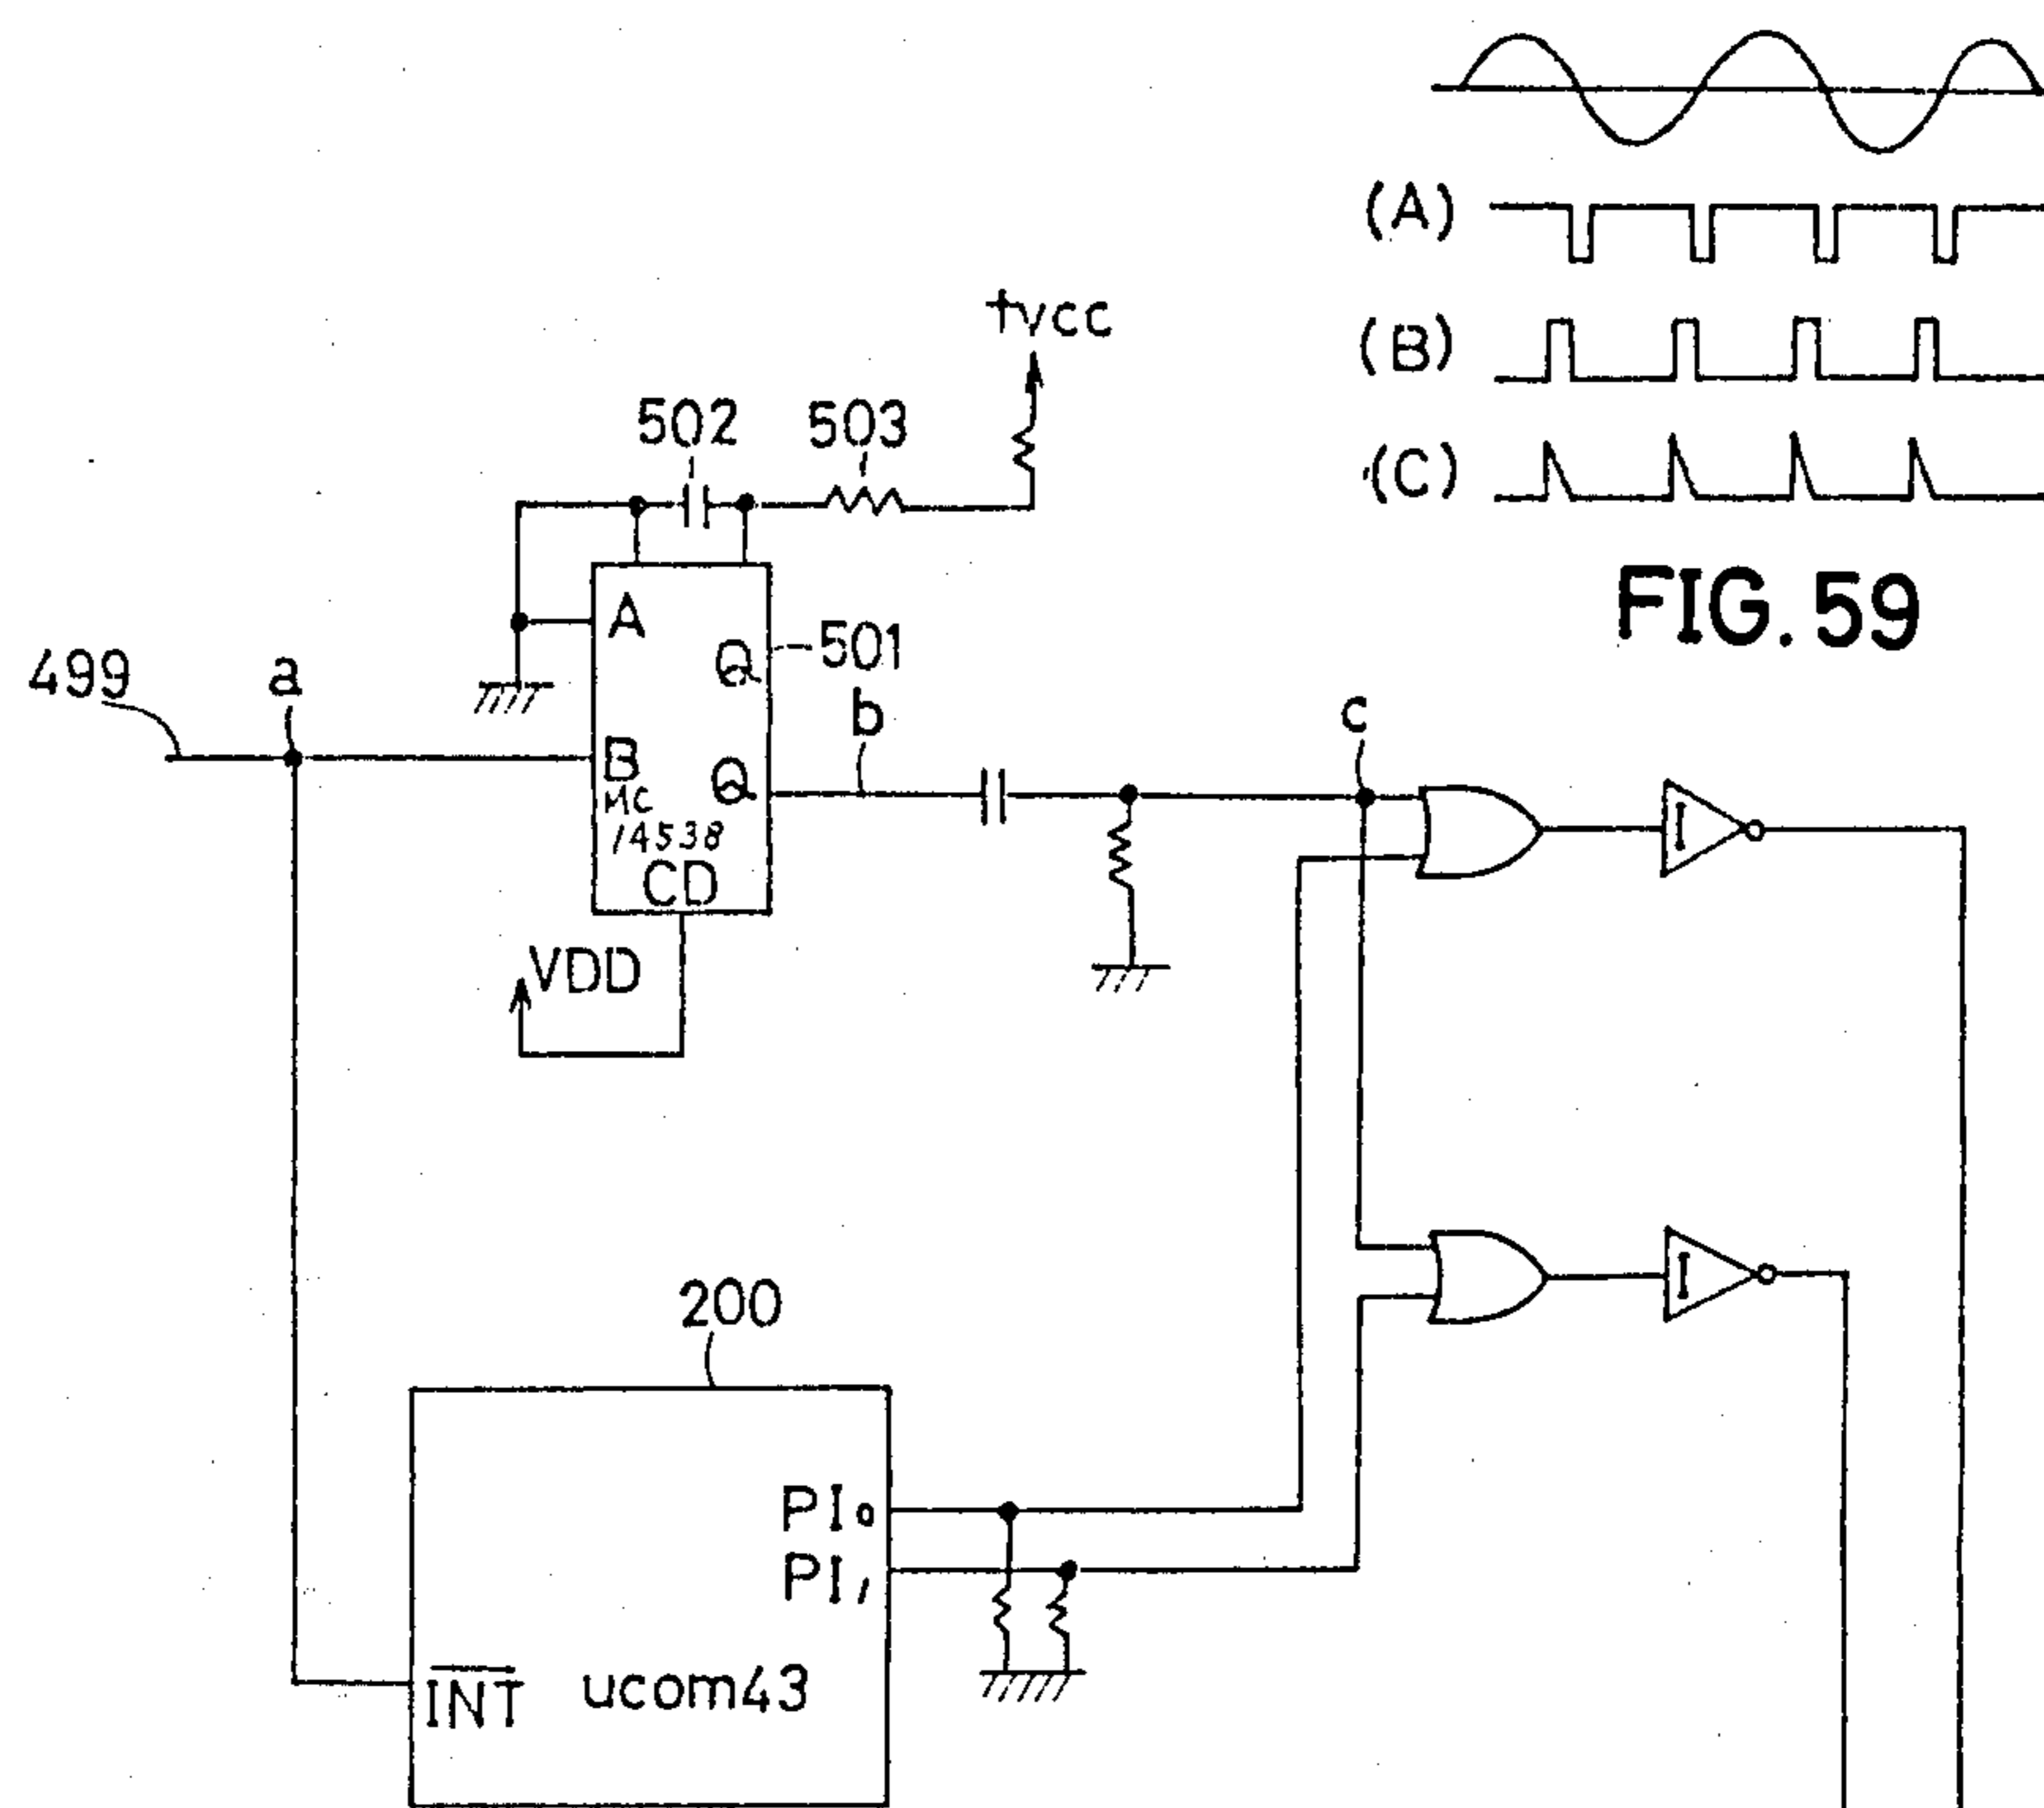 (A)
(B)
(C)
FIG. 59
+vcc
502
503
A
Q
501
499
a
b
c
B
Q
MC
14538
CD
VDD
I
I
200
PI0
PI1
INT
ucom43